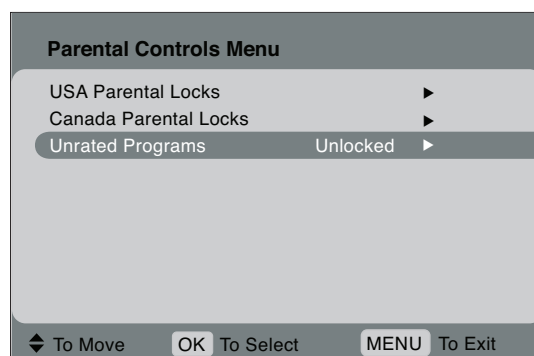 Parental Controls Menu
USA Parental Locks
Canada Parental Locks
Unrated Programs Unlocked
To Move OK To Select MENU To Exit